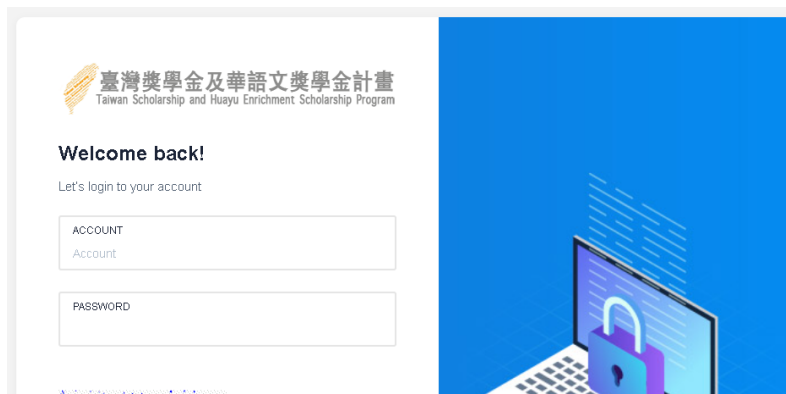 臺灣獎學金及華語文獎學金計畫
Taiwan Scholarship and Huayu Enrichment Scholarship Program
Welcome back!
Let's login to your account
ACCOUNT
Account
PASSWORD